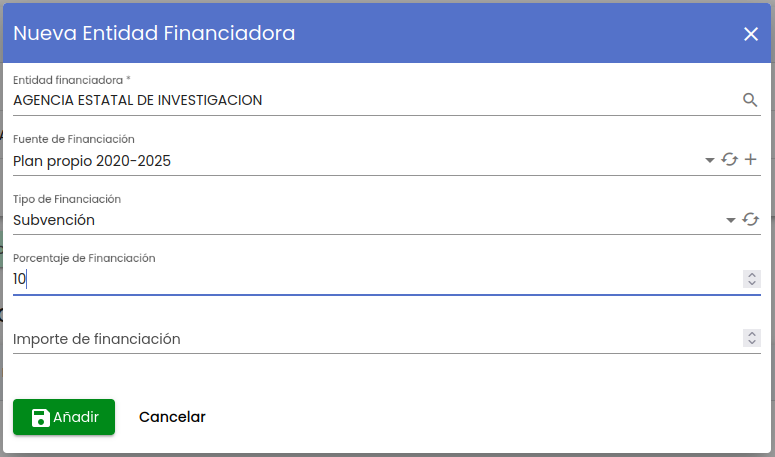 Nueva Entidad Financiadora
Entidad financiadora *
AGENCIA ESTATAL DE INVESTIGACION
Fuente de Financiación
Plan propio 2020-2025
Tipo de Financiación
Subvención
Porcentaje de Financiación
10
Importe de financiación
Añadir Cancelar